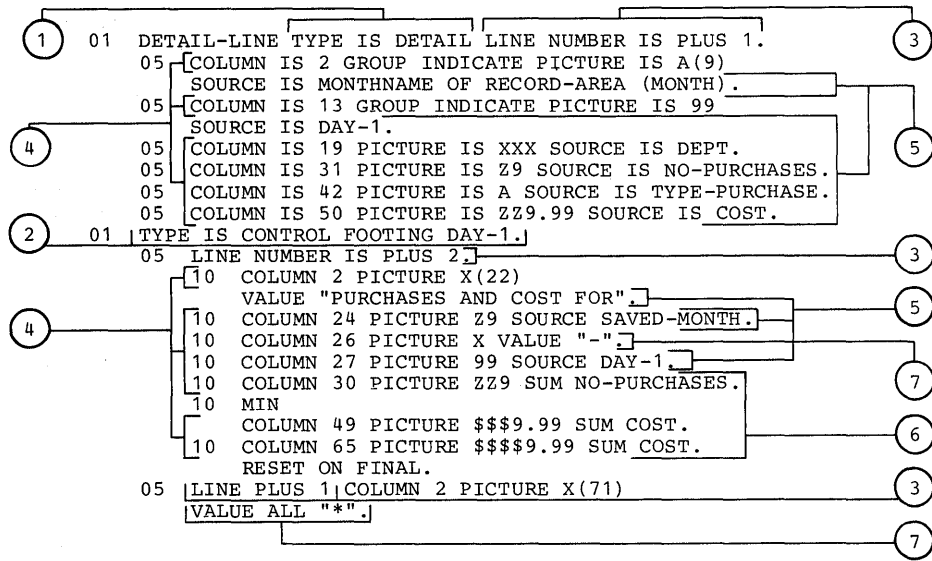 1 01 DETAIL-LINE TYPE IS DETAIL LINE NUMBER IS PLUS 1. 3
05 COLUMN IS 2 GROUP INDICATE PICTURE IS A(9)
SOURCE IS MONTHNAME OF RECORD-AREA (MONTH).
05 COLUMN IS 13 GROUP INDICATE PICTURE IS 99
4 SOURCE IS DAY-1. 5
05 COLUMN IS 19 PICTURE IS XXX SOURCE IS DEPT.
05 COLUMN IS 31 PICTURE IS Z9 SOURCE IS NO-PURCHASES.
05 COLUMN IS 42 PICTURE IS A SOURCE IS TYPE-PURCHASE.
05 COLUMN IS 50 PICTURE IS ZZ9.99 SOURCE IS COST.
2 01 TYPE IS CONTROL FOOTING DAY-1.
05 LINE NUMBER IS PLUS 2. 3
10 COLUMN 2 PICTURE X(22)
VALUE "PURCHASES AND COST FOR". 5
4 10 COLUMN 24 PICTURE Z9 SOURCE SAVED-MONTH.
10 COLUMN 26 PICTURE X VALUE "-".
10 COLUMN 27 PICTURE 99 SOURCE DAY-1. 7
10 COLUMN 30 PICTURE ZZ9 SUM NO-PURCHASES.
10 MIN
COLUMN 49 PICTURE $$$9.99 SUM COST. 6
10 COLUMN 65 PICTURE $$$$9.99 SUM COST.
RESET ON FINAL.
05 LINE PLUS 1 COLUMN 2 PICTURE X(71) 3
VALUE ALL "*".
7